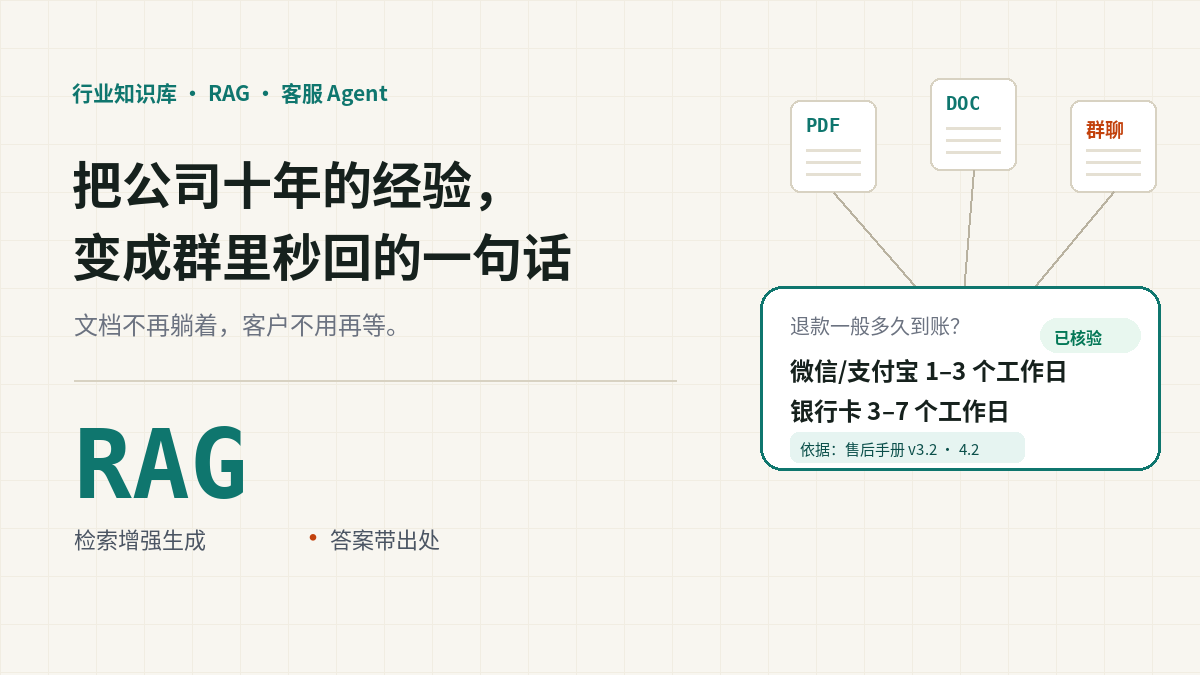 行业知识库 · RAG · 客服 Agent
把公司十年的经验，
变成群里秒回的一句话
文档不再躺着，客户不用再等。
RAG
检索增强生成
• 答案带出处
PDF
DOC
群聊
退款一般多久到账？
已核验
微信/支付宝 1–3 个工作日
银行卡 3–7 个工作日
依据：售后手册 v3.2 · 4.2